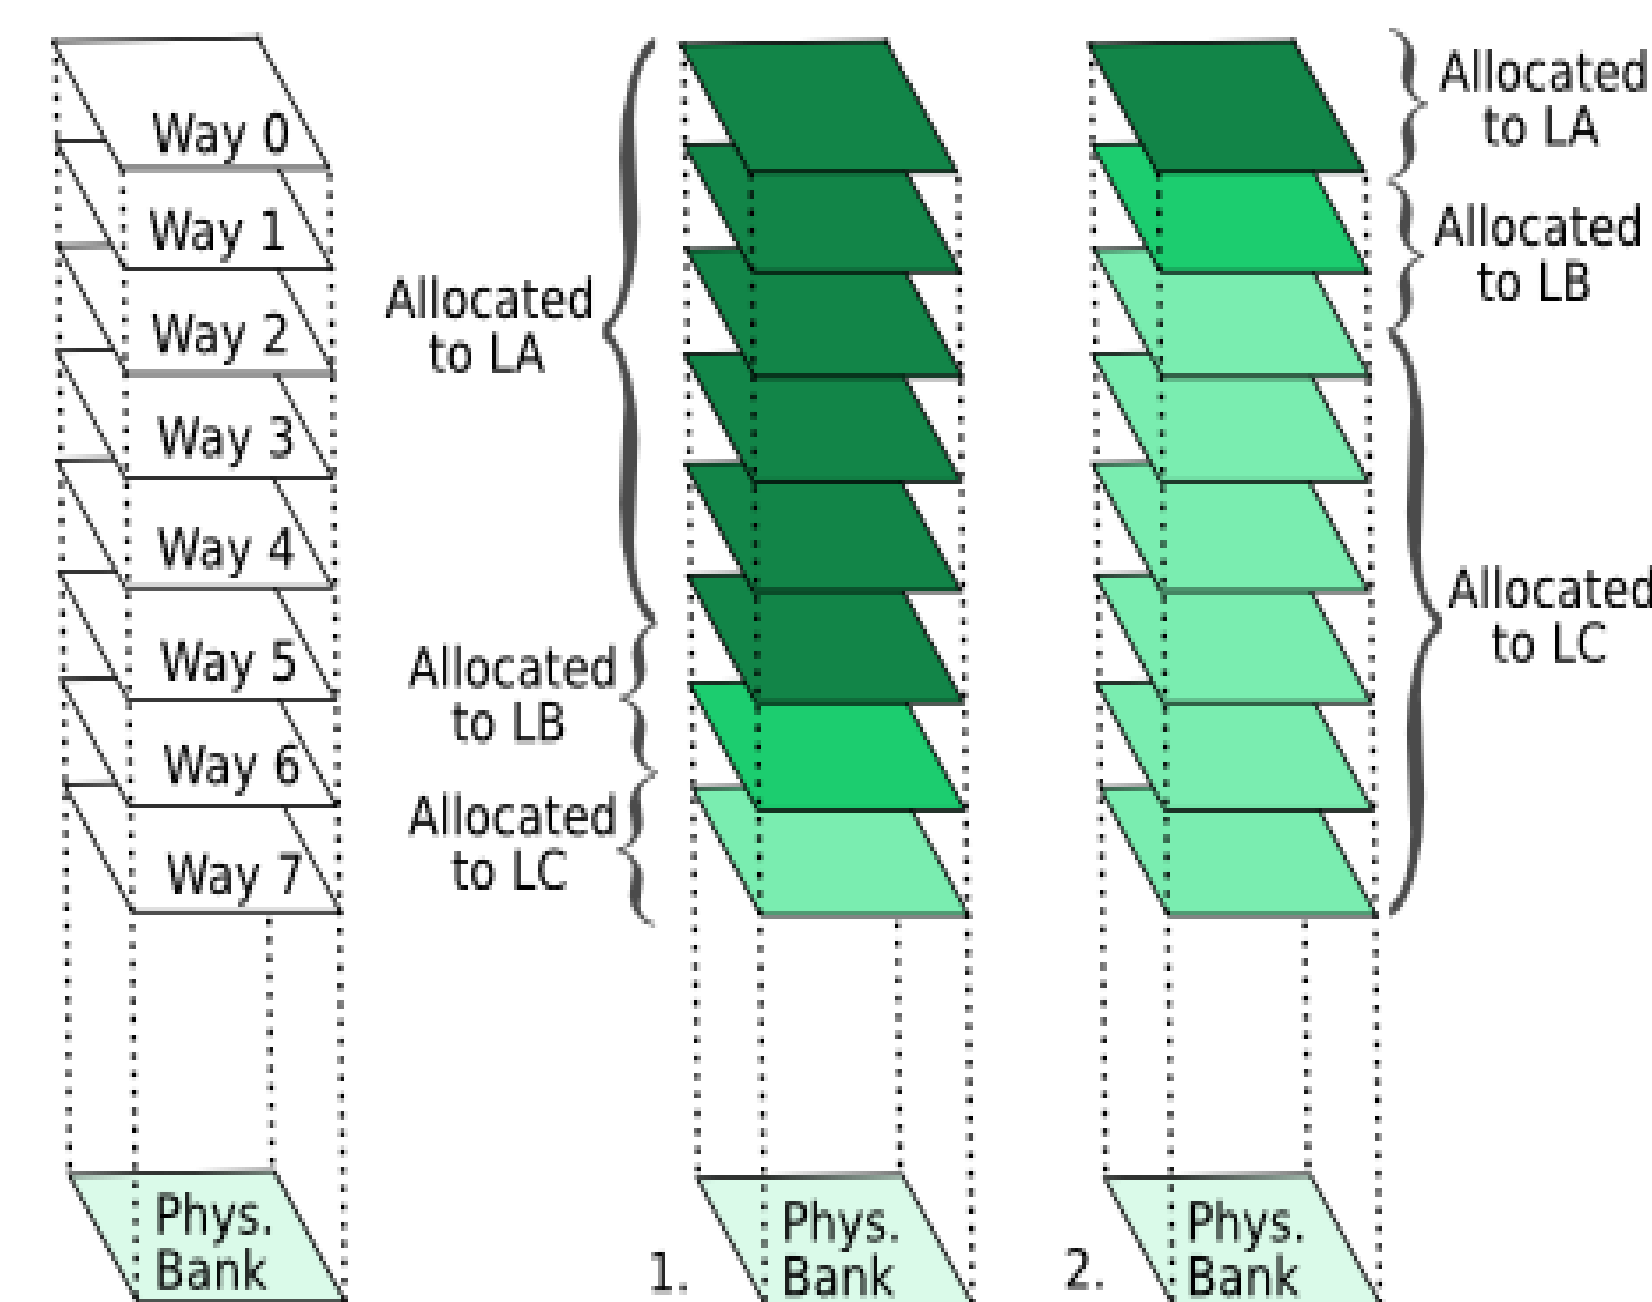 Way 0
Way 1
Way 2
Way 3
Way 4
Way 5
Way 6
Way 7
Phys.
Bank
Allocated
to LA
Allocated
to LB
Allocated
to LC
1.
Phys.
Bank
Allocated
to LA
Allocated
to LB
Allocated
to LC
2.
Phys.
Bank